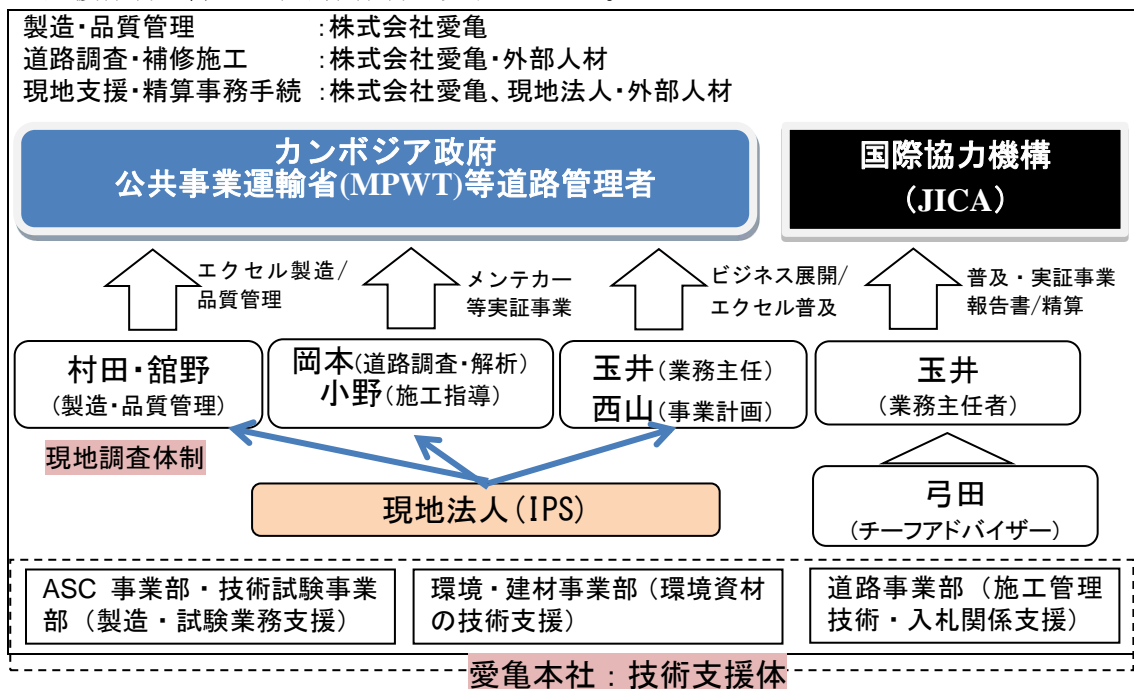 製造・品質管理　　　　：株式会社愛亀
道路調査・補修施工　　：株式会社愛亀・外部人材
現地支援・精算事務手続：株式会社愛亀、現地法人・外部人材
カンボジア政府
公共事業運輸省(MPWT)等道路管理者
国際協力機構
（JICA）
エクセル製造/
品質管理
メンテカー
等実証事業
ビジネス展開/
エクセル普及
普及・実証事業
報告書/精算
村田・舘野
(製造・品質管理)
岡本(道路調査・解析)
小野(施工指導)
玉井(業務主任)
西山(事業計画)
玉井
(業務主任者)
現地調査体制
現地法人(IPS)
弓田
(チーフアドバイザー)
ASC 事業部・技術試験事業
部（製造・試験業務支援）
環境・建材事業部（環境資材
の技術支援）
道路事業部（施工管理
技術・入札関係支援）
愛亀本社：技術支援体